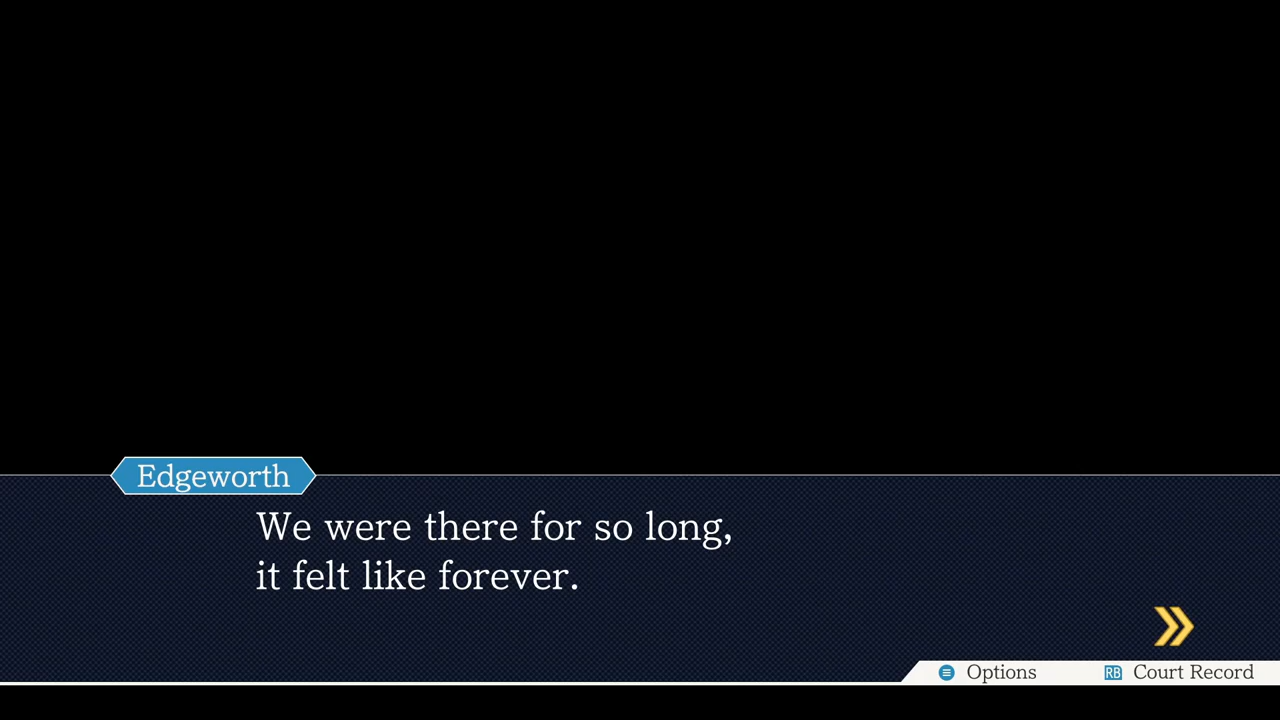 Edgeworth
We were there for so long,
it felt like forever.
Options
RB Court Record